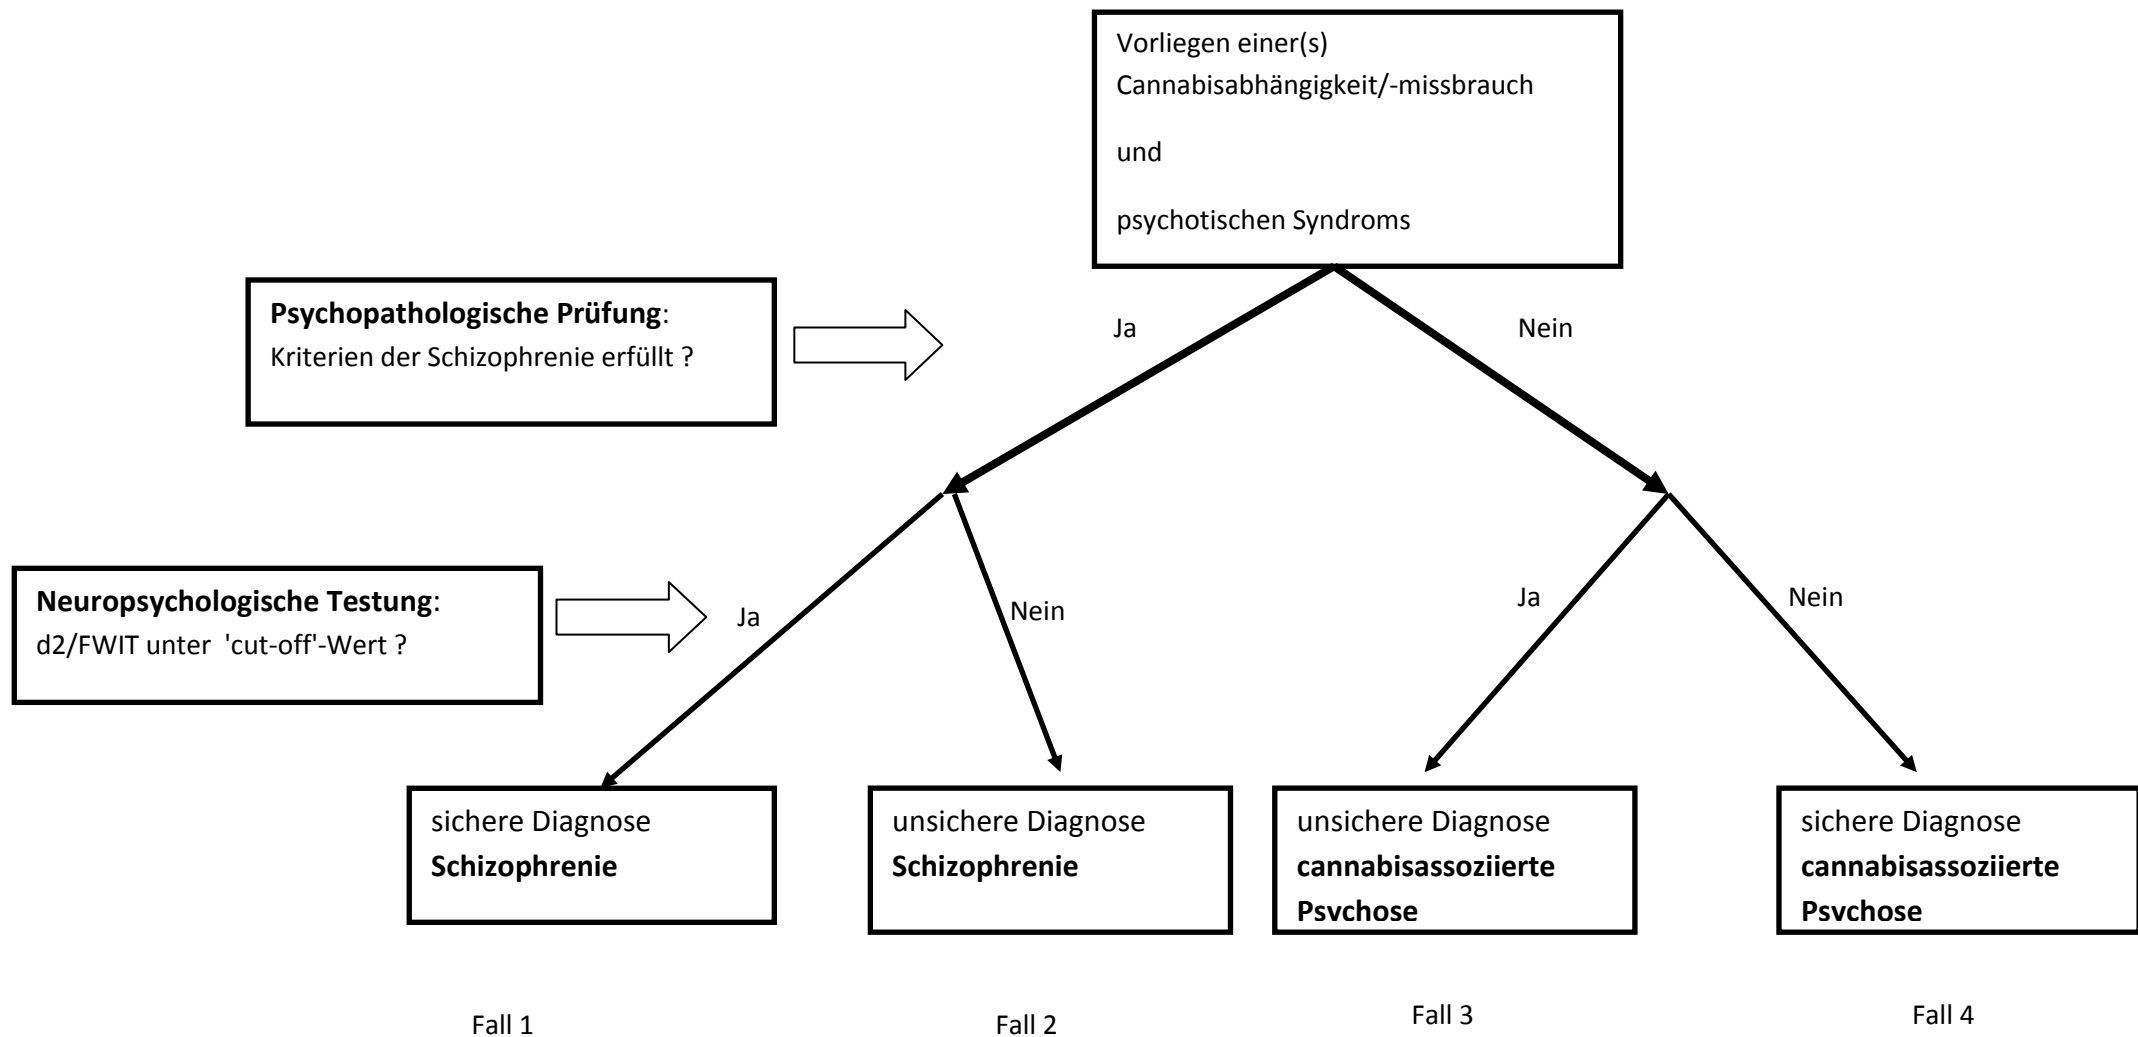 Vorliegen einer(s)
Cannabisabhängigkeit/-missbrauch
und
psychotischen Syndroms
Psychopathologische Prüfung:
Kriterien der Schizophrenie erfüllt ?
Ja
Nein
Neuropsychologische Testung:
d2/FWIT unter 'cut-off'-Wert ?
Ja
Nein
Ja
Nein
sichere Diagnose
Schizophrenie
unsichere Diagnose
Schizophrenie
unsichere Diagnose
cannabisassoziierte
Psychose
sichere Diagnose
cannabisassoziierte
Psychose
Fall 1
Fall 2
Fall 3
Fall 4